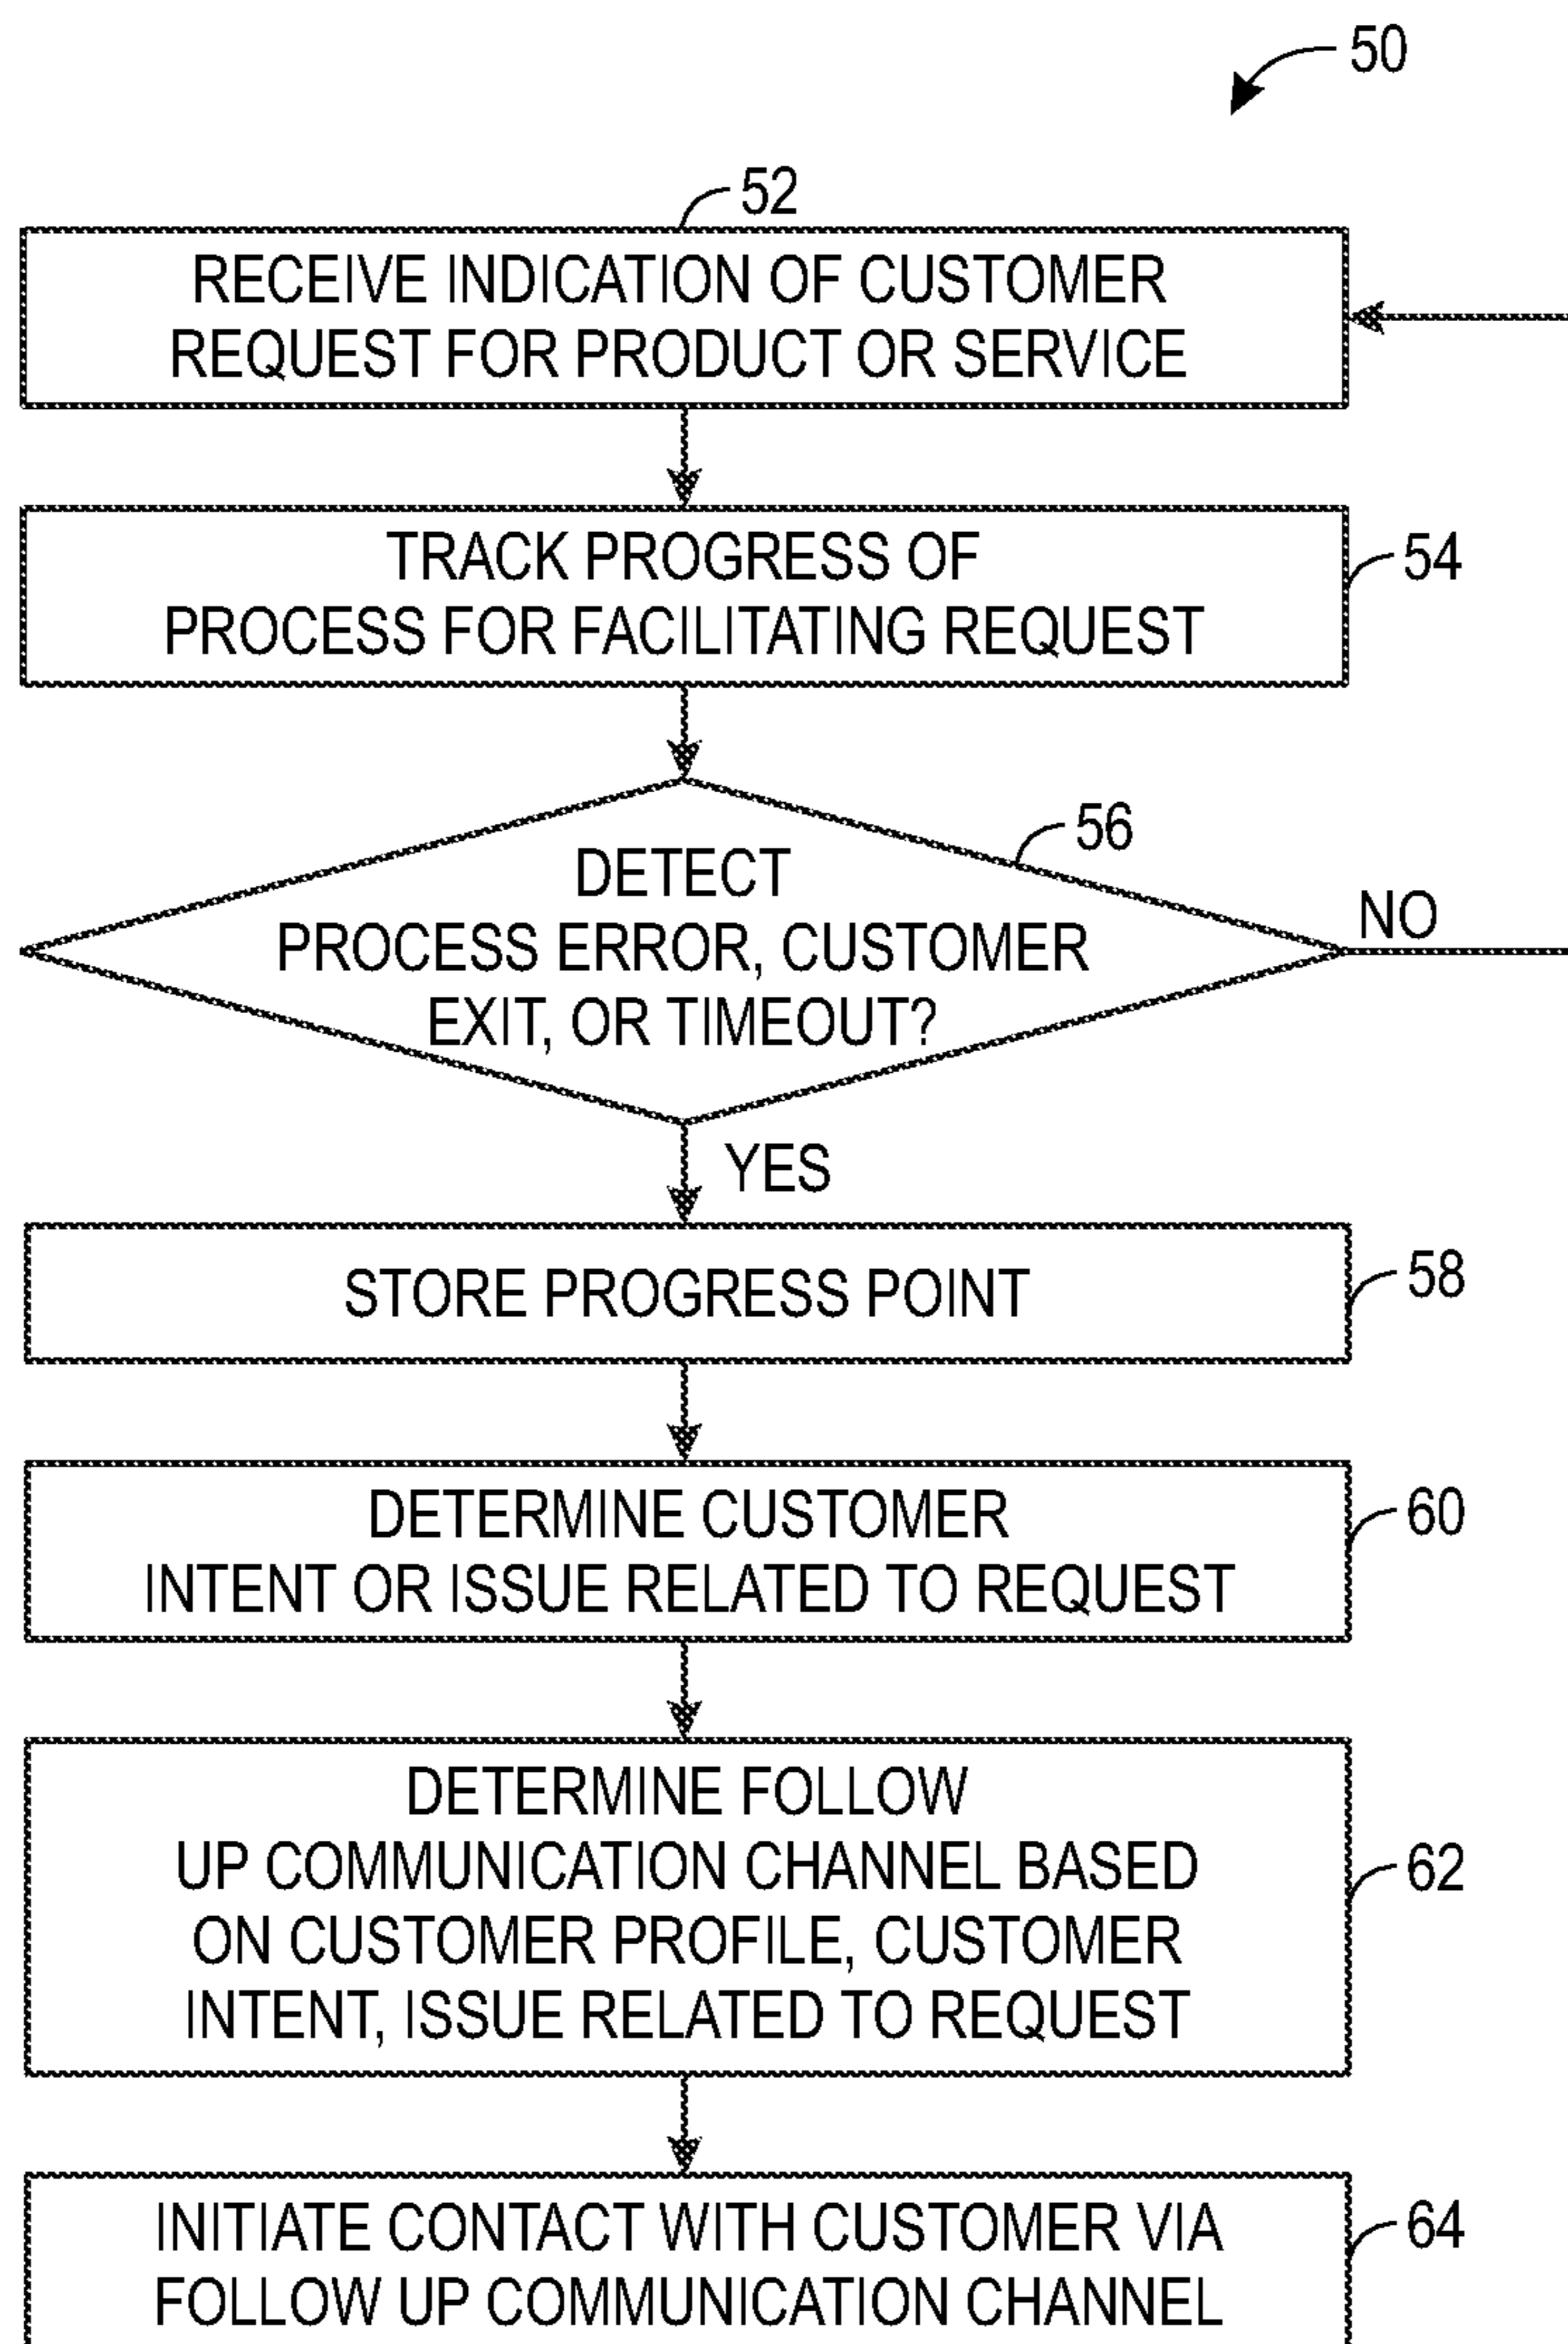 50
52
RECEIVE INDICATION OF CUSTOMER
REQUEST FOR PRODUCT OR SERVICE
TRACK PROGRESS OF
PROCESS FOR FACILITATING REQUEST
54
56
DETECT
PROCESS ERROR, CUSTOMER
EXIT, OR TIMEOUT?
NO
YES
STORE PROGRESS POINT
58
DETERMINE CUSTOMER
INTENT OR ISSUE RELATED TO REQUEST
60
DETERMINE FOLLOW
UP COMMUNICATION CHANNEL BASED
ON CUSTOMER PROFILE, CUSTOMER
INTENT, ISSUE RELATED TO REQUEST
62
INITIATE CONTACT WITH CUSTOMER VIA
FOLLOW UP COMMUNICATION CHANNEL
64